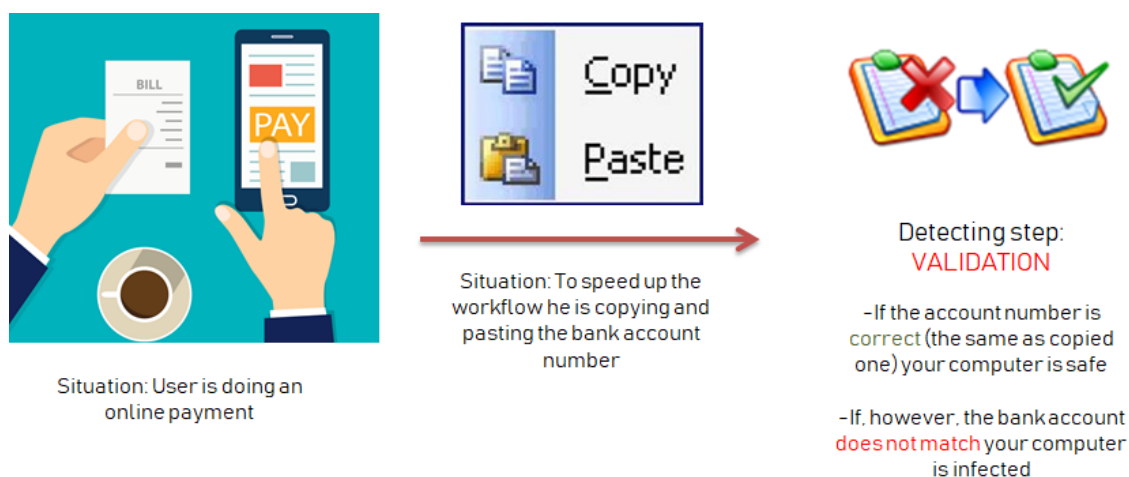 BILL
PAY
Situation: User is doing an
online payment
Copy
Paste
Situation: To speed up the
workflow he is copying and
pasting the bank account
number
Detecting step:
VALIDATION
-If the account number is
correct (the same as copied
one) your computer is safe
-If, however, the bank account
does not match your computer
is infected